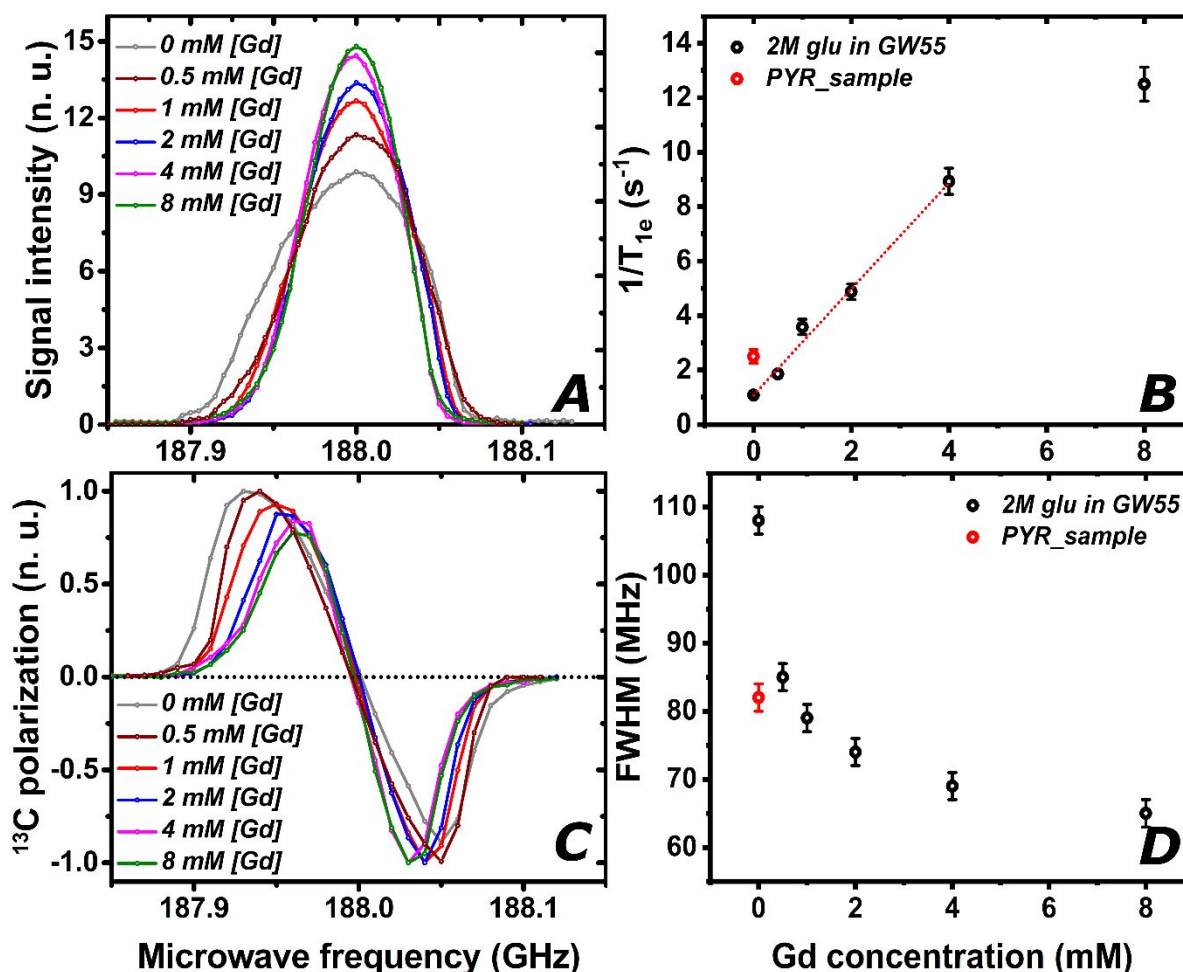 Signal intensity (n. u.)
15
12
9
6
3
0
0 mM [Gd]
0.5 mM [Gd]
1 mM [Gd]
2 mM [Gd]
4 mM [Gd]
8 mM [Gd]
A
187.9 188.0 188.1
1/T1e (s-1)
14
12
10
8
6
4
2
0
2M glu in GW55
PYR_sample
B
0 2 4 6 8
13C polarization (n. u.)
1.0
0.5
0.0
-0.5
-1.0
0 mM [Gd]
0.5 mM [Gd]
1 mM [Gd]
2 mM [Gd]
4 mM [Gd]
8 mM [Gd]
C
187.9 188.0 188.1
Microwave frequency (GHz)
FWHM (MHz)
110
100
90
80
70
60
2M glu in GW55
PYR_sample
D
0 2 4 6 8
Gd concentration (mM)